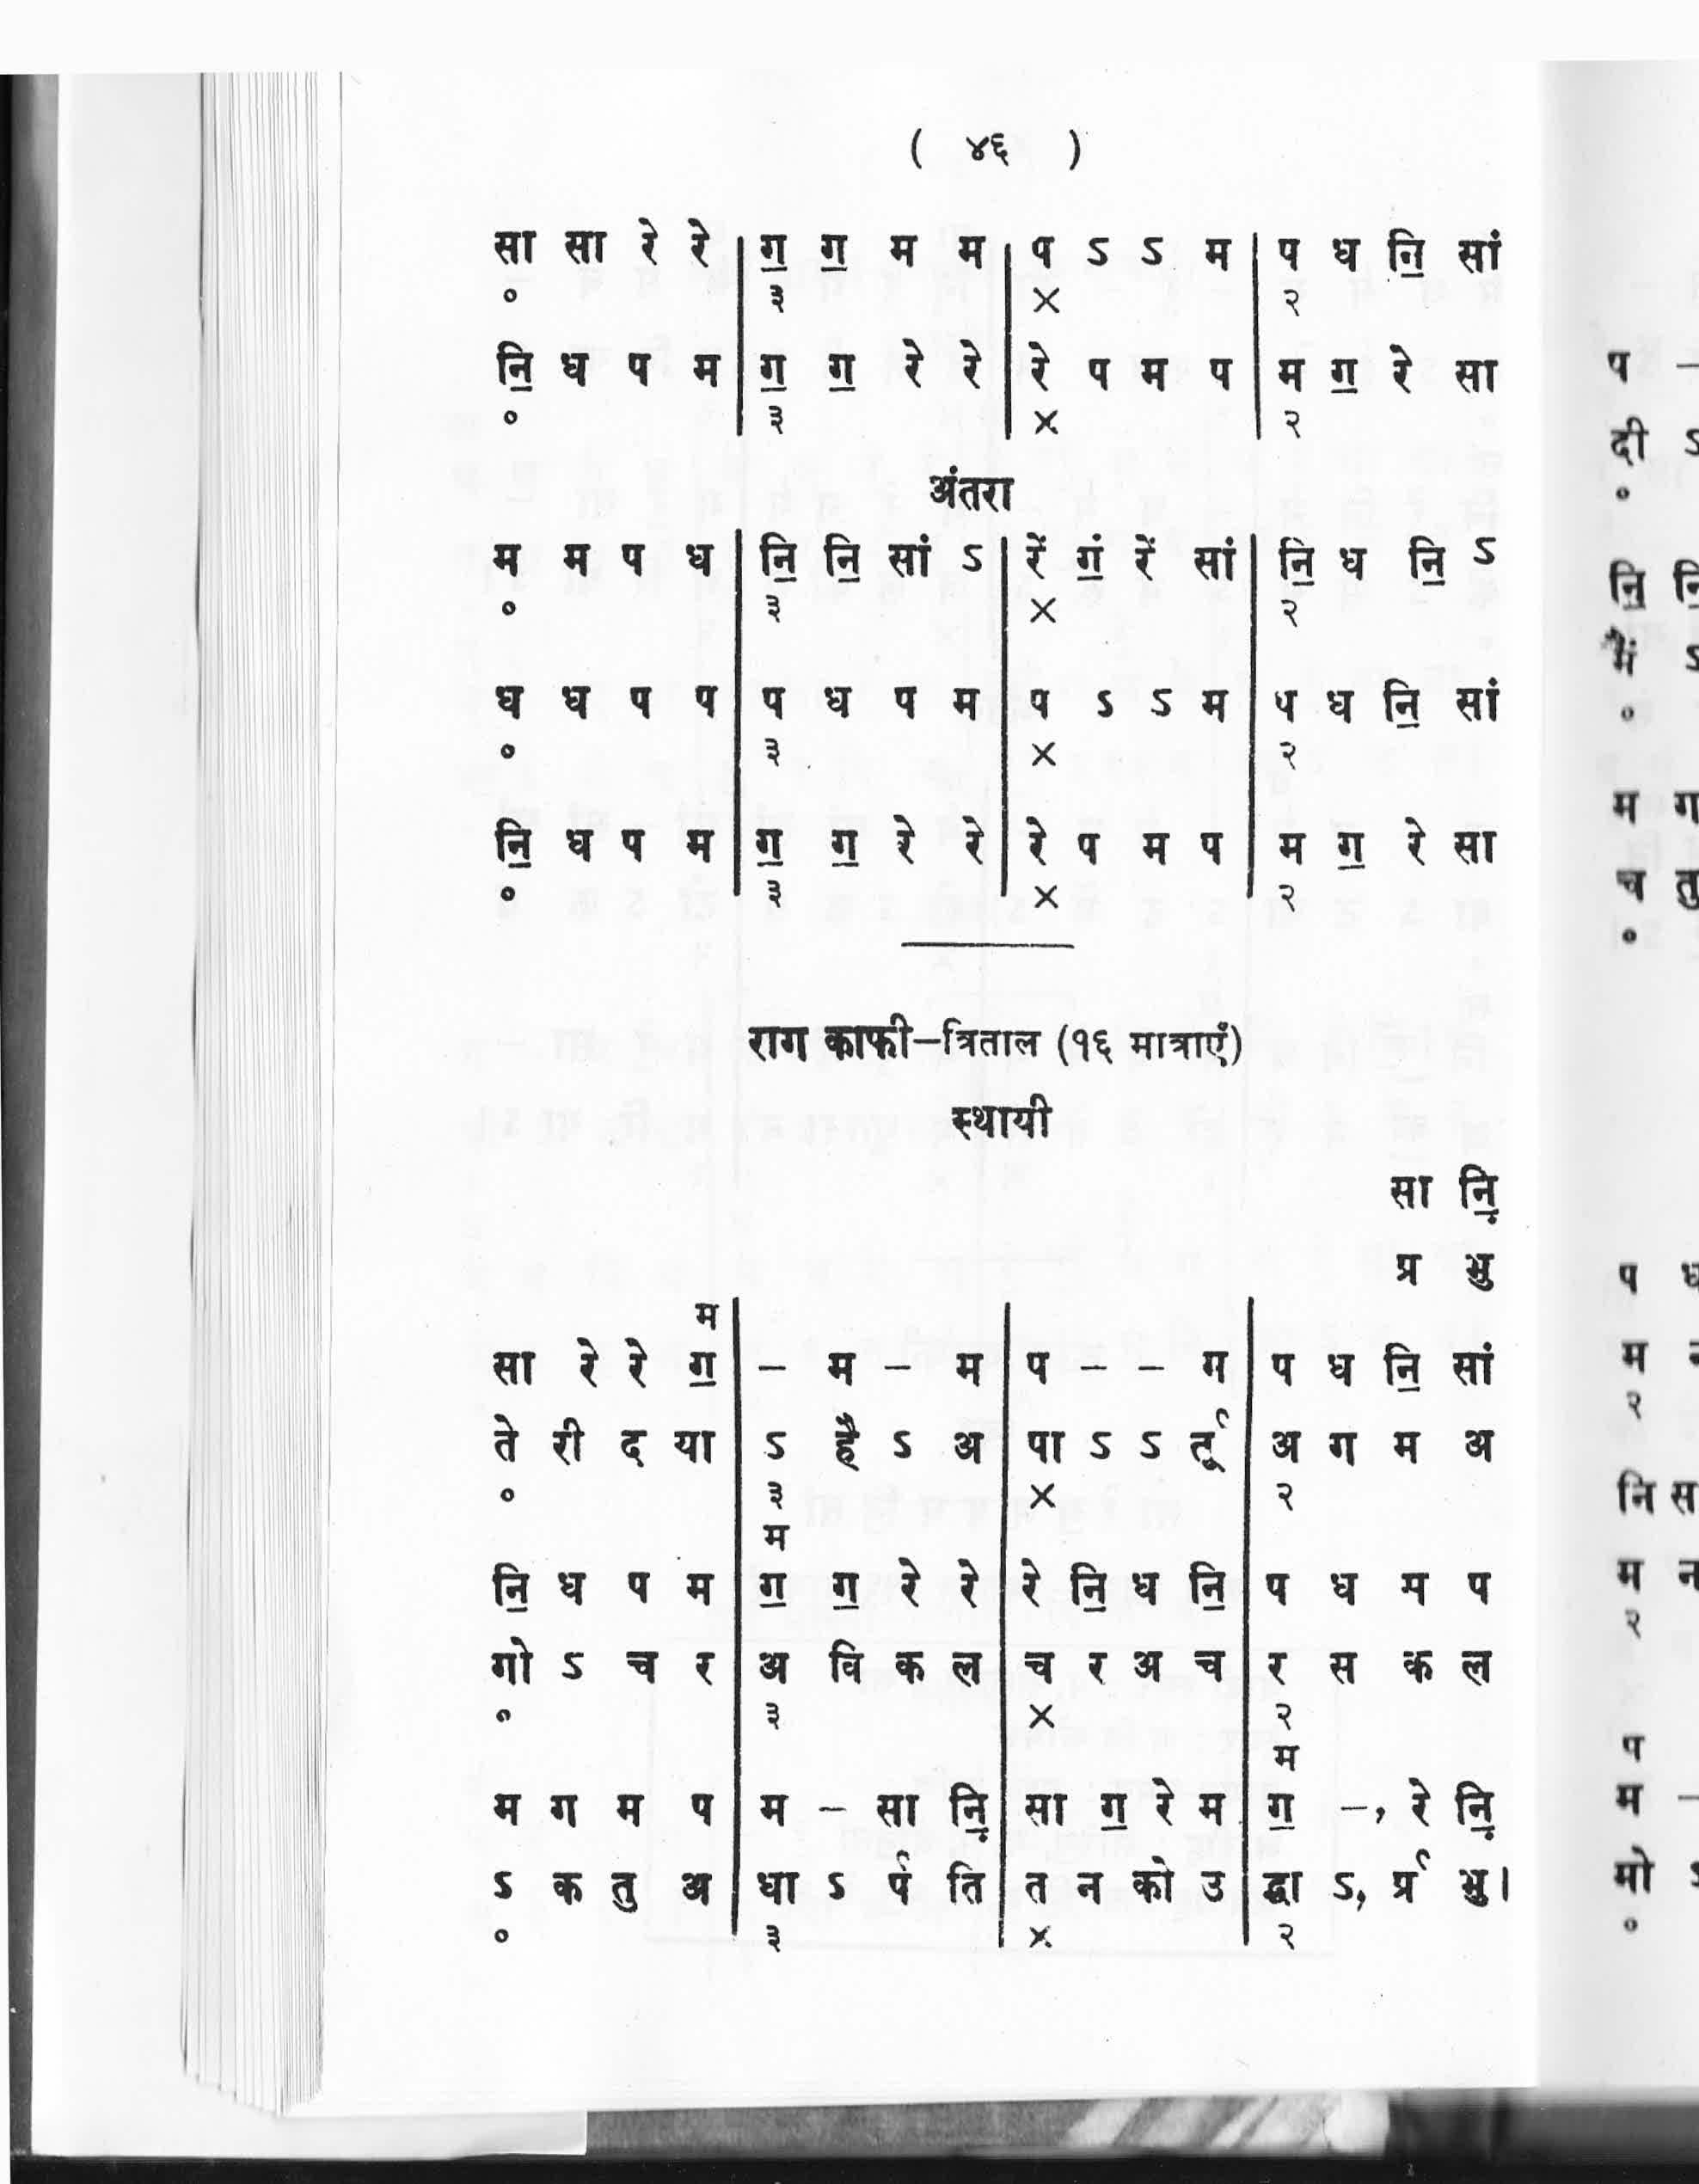 ( ४६ )
सा सा रे रे | ग॒ ग॒ म म | प ऽ ऽ म | प ध नि॒ सां
० ३ × २
नि॒ ध प म | ग॒ ग॒ रे रे | रे प म प | म ग॒ रे सा
० ३ × २
अंतरा
म म प ध | नि॒ नि॒ सां ऽ | रें गं॒ रें सां | नि॒ ध नि॒ ऽ
० ३ × २
ध ध प प | प ध प म | प ऽ ऽ म | प ध नि॒ सां
० ३ × २
नि॒ ध प म | ग॒ ग॒ रे रे | रे प म प | म ग॒ रे सा
० ३ × २
राग काफी–त्रिताल (१६ मात्राएं)
स्थायी
सा नि़॒
प्र भु
म
सा रे रे ग॒ | – म – म | प – – म | प ध नि॒ सां
ते री द या | ऽ है ऽ अ | पा ऽ ऽ र्तू | अ ग म अ
० ३ × २
म
नि॒ ध प म | ग॒ ग॒ रे रे | रे नि॒ ध नि॒ | प ध म प
गो ऽ च र | अ वि क ल | च र अ च | र स क ल
० ३ × २
म
म ग म प | म – सा नि़॒ | सा ग॒ रे म | ग॒ –, रे नि़॒
ऽ क तु अ | धा ऽ र्प ति | त न को उ | द्धा ऽ, र्प्र भु।
० ३ × २
प –
दी ऽ
०
नि॒ नि॒
मैं ऽ
०
म ग
च तु
०
प ध
म न
२
नि स
म न
२
प
म –
मो ऽ
०